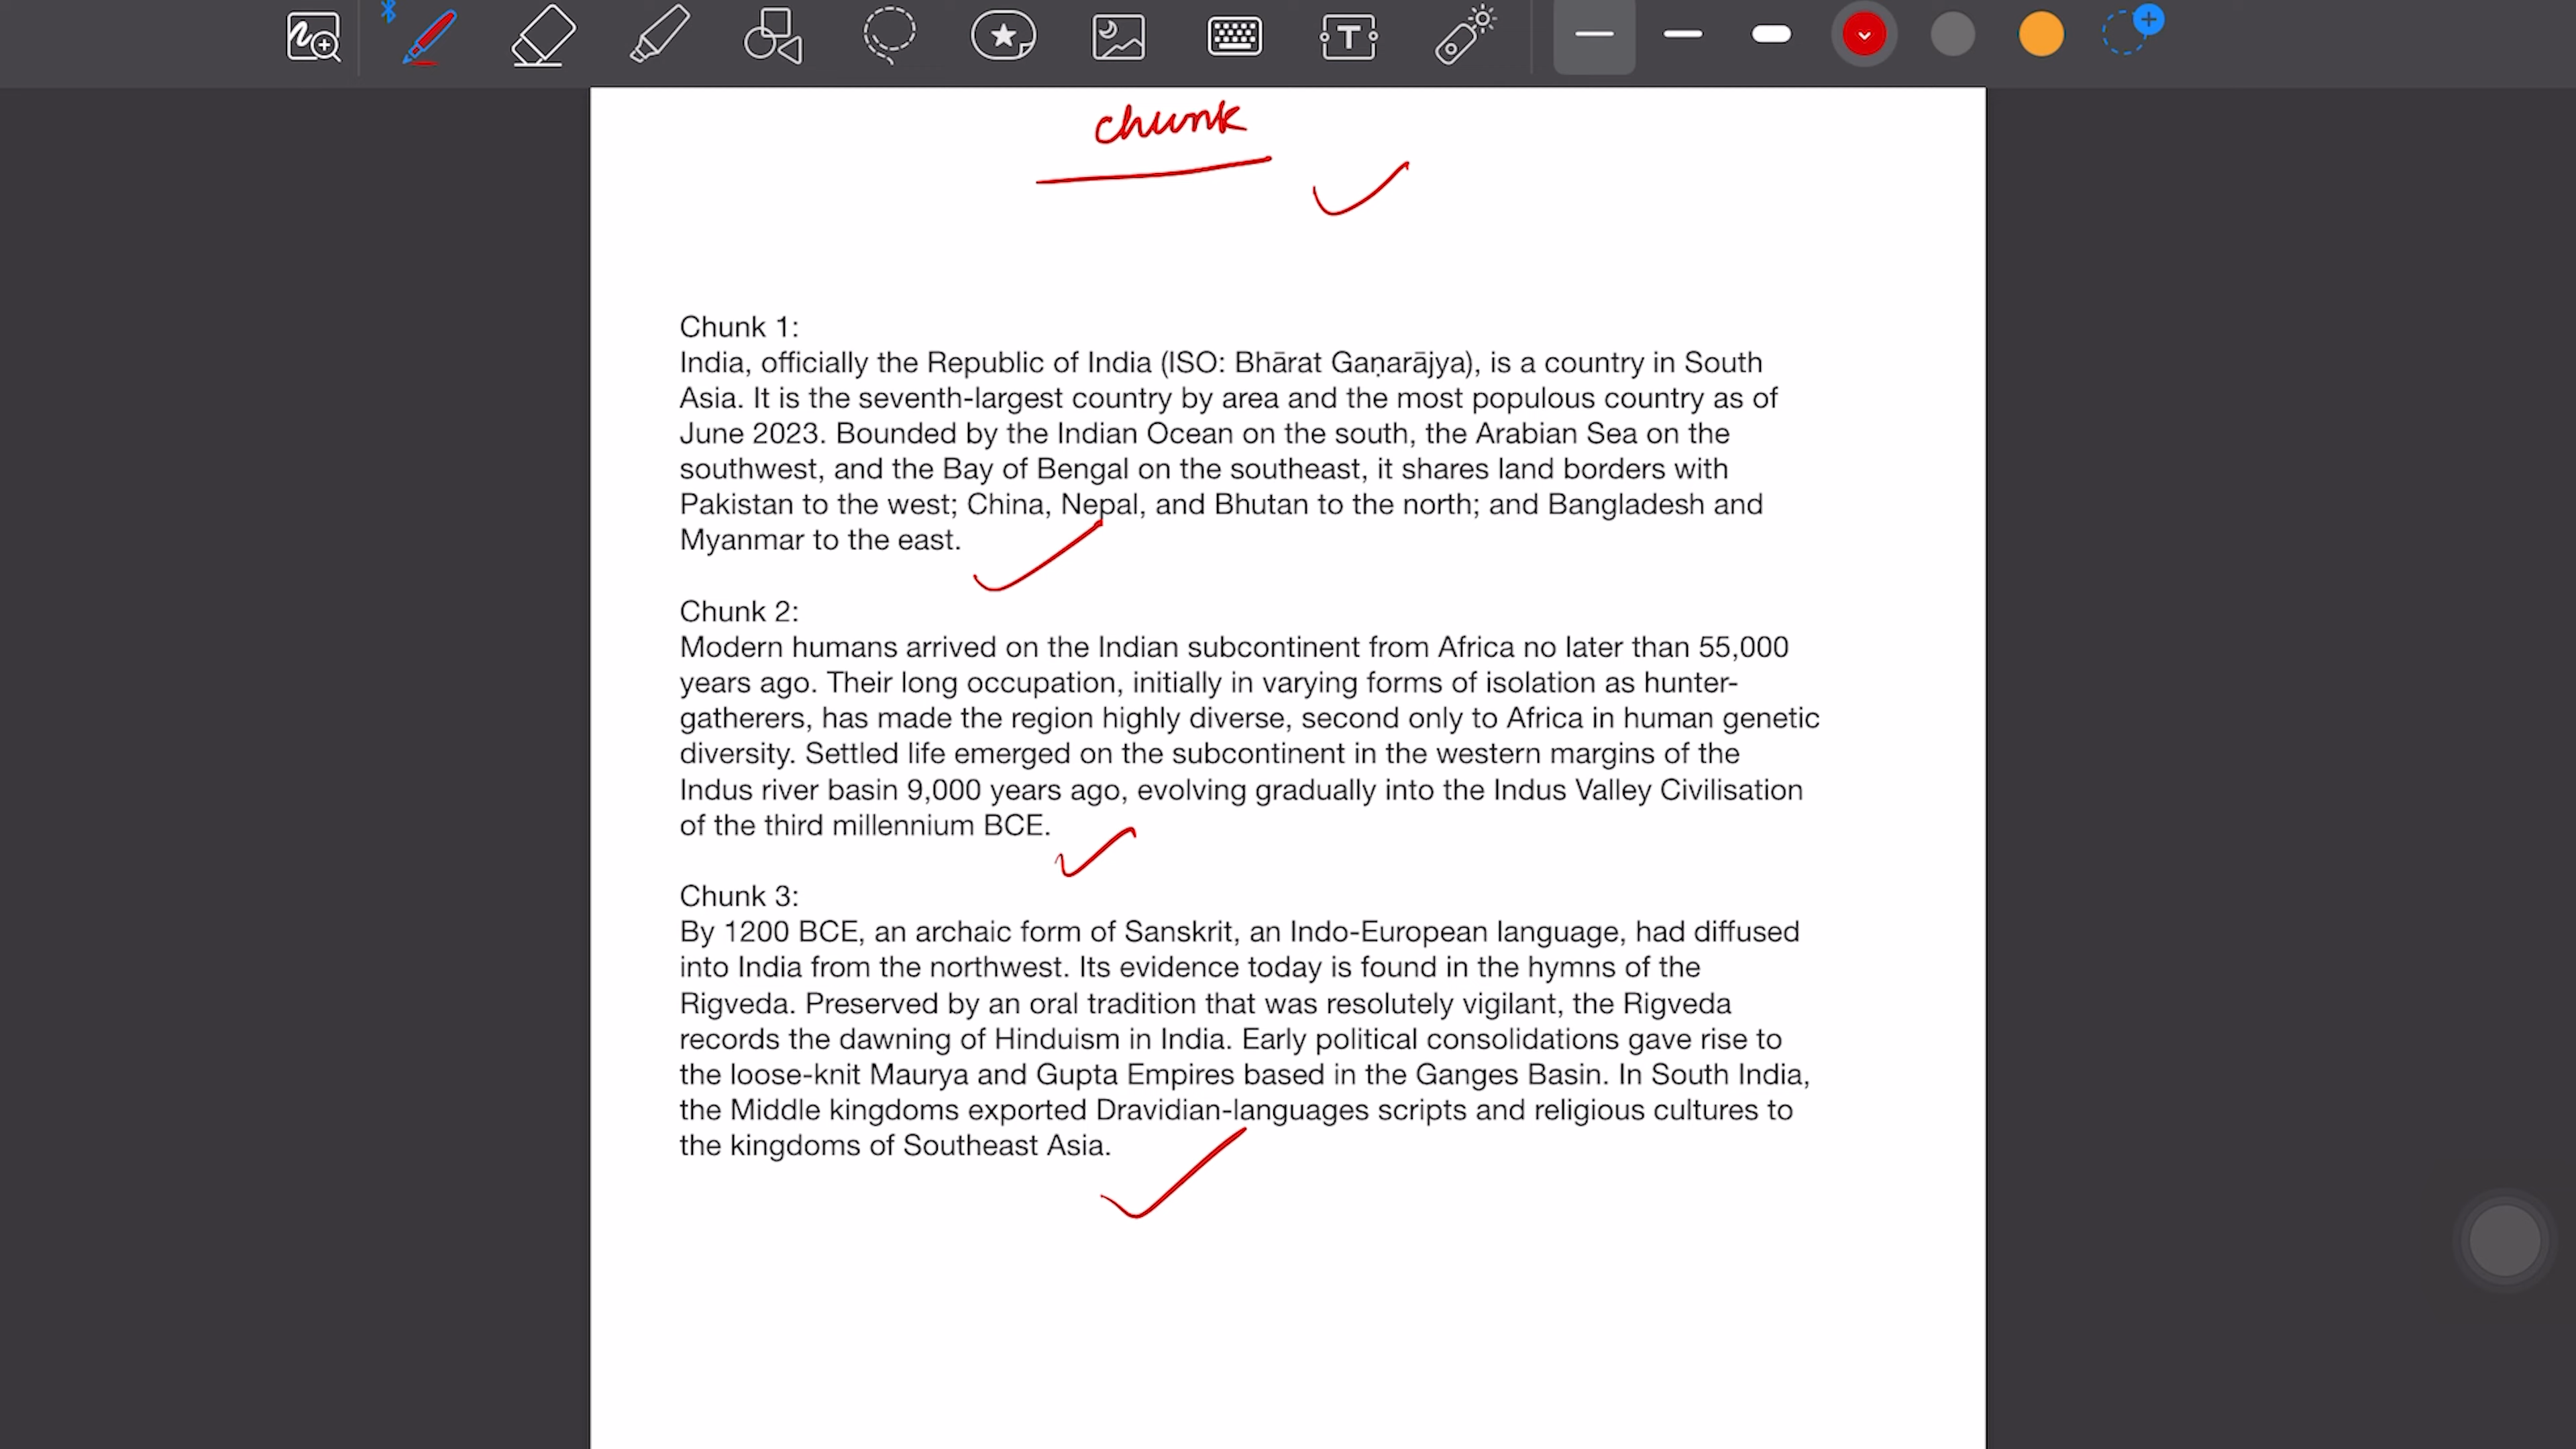 chunk
Chunk 1:
India, officially the Republic of India (ISO: Bhārat Gaṇarājya), is a country in South
Asia. It is the seventh-largest country by area and the most populous country as of
June 2023. Bounded by the Indian Ocean on the south, the Arabian Sea on the
southwest, and the Bay of Bengal on the southeast, it shares land borders with
Pakistan to the west; China, Nepal, and Bhutan to the north; and Bangladesh and
Myanmar to the east.
Chunk 2:
Modern humans arrived on the Indian subcontinent from Africa no later than 55,000
years ago. Their long occupation, initially in varying forms of isolation as hunter-
gatherers, has made the region highly diverse, second only to Africa in human genetic
diversity. Settled life emerged on the subcontinent in the western margins of the
Indus river basin 9,000 years ago, evolving gradually into the Indus Valley Civilisation
of the third millennium BCE.
Chunk 3:
By 1200 BCE, an archaic form of Sanskrit, an Indo-European language, had diffused
into India from the northwest. Its evidence today is found in the hymns of the
Rigveda. Preserved by an oral tradition that was resolutely vigilant, the Rigveda
records the dawning of Hinduism in India. Early political consolidations gave rise to
the loose-knit Maurya and Gupta Empires based in the Ganges Basin. In South India,
the Middle kingdoms exported Dravidian-languages scripts and religious cultures to
the kingdoms of Southeast Asia.